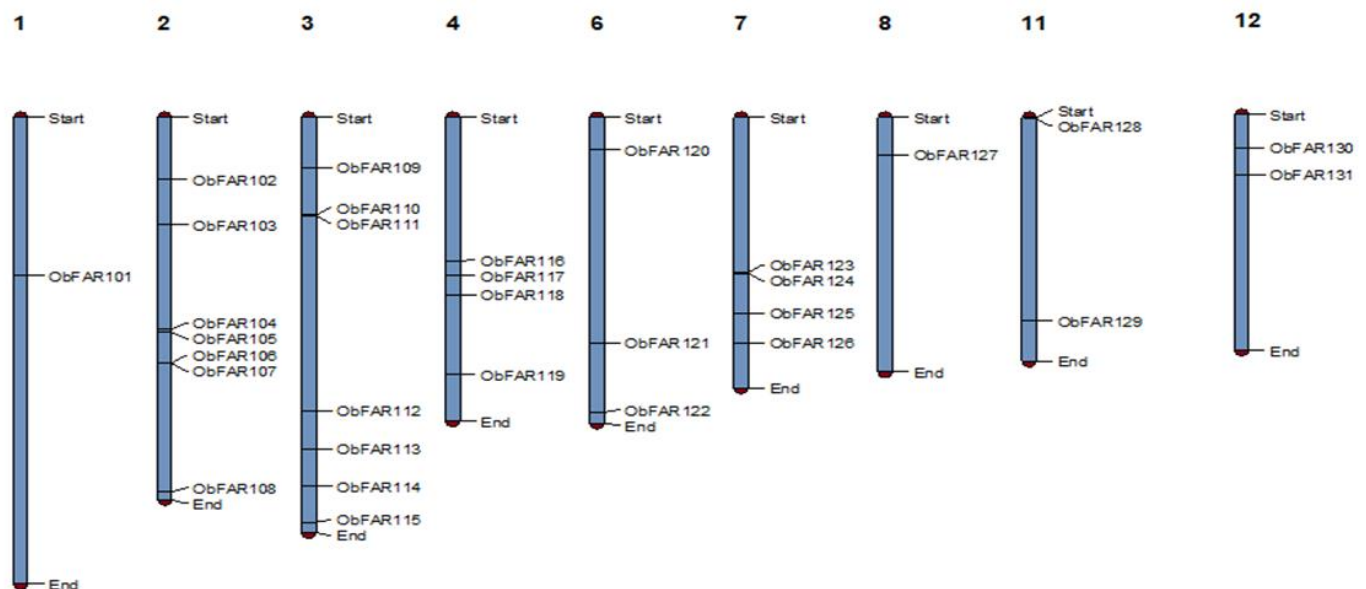 1
2
3
4
6
7
8
11
12
Start
ObFAR101
End
Start
ObFAR102
ObFAR103
ObFAR104
ObFAR105
ObFAR106
ObFAR107
ObFAR108
End
Start
ObFAR109
ObFAR110
ObFAR111
ObFAR112
ObFAR113
ObFAR114
ObFAR115
End
Start
ObFAR116
ObFAR117
ObFAR118
ObFAR119
End
Start
ObFAR120
ObFAR121
ObFAR122
End
Start
ObFAR123
ObFAR124
ObFAR125
ObFAR126
End
Start
ObFAR127
End
Start
ObFAR128
ObFAR129
End
Start
ObFAR130
ObFAR131
End